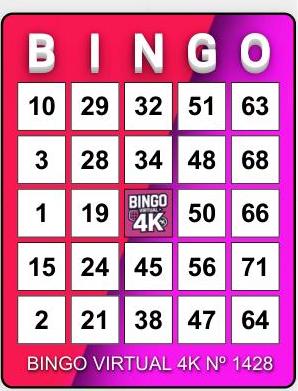 B I N G O
10 29 32 51 63
3 28 34 48 68
1 19 BINGO VIRTUAL 4K 50 66
15 24 45 56 71
2 21 38 47 64
BINGO VIRTUAL 4K Nº 1428